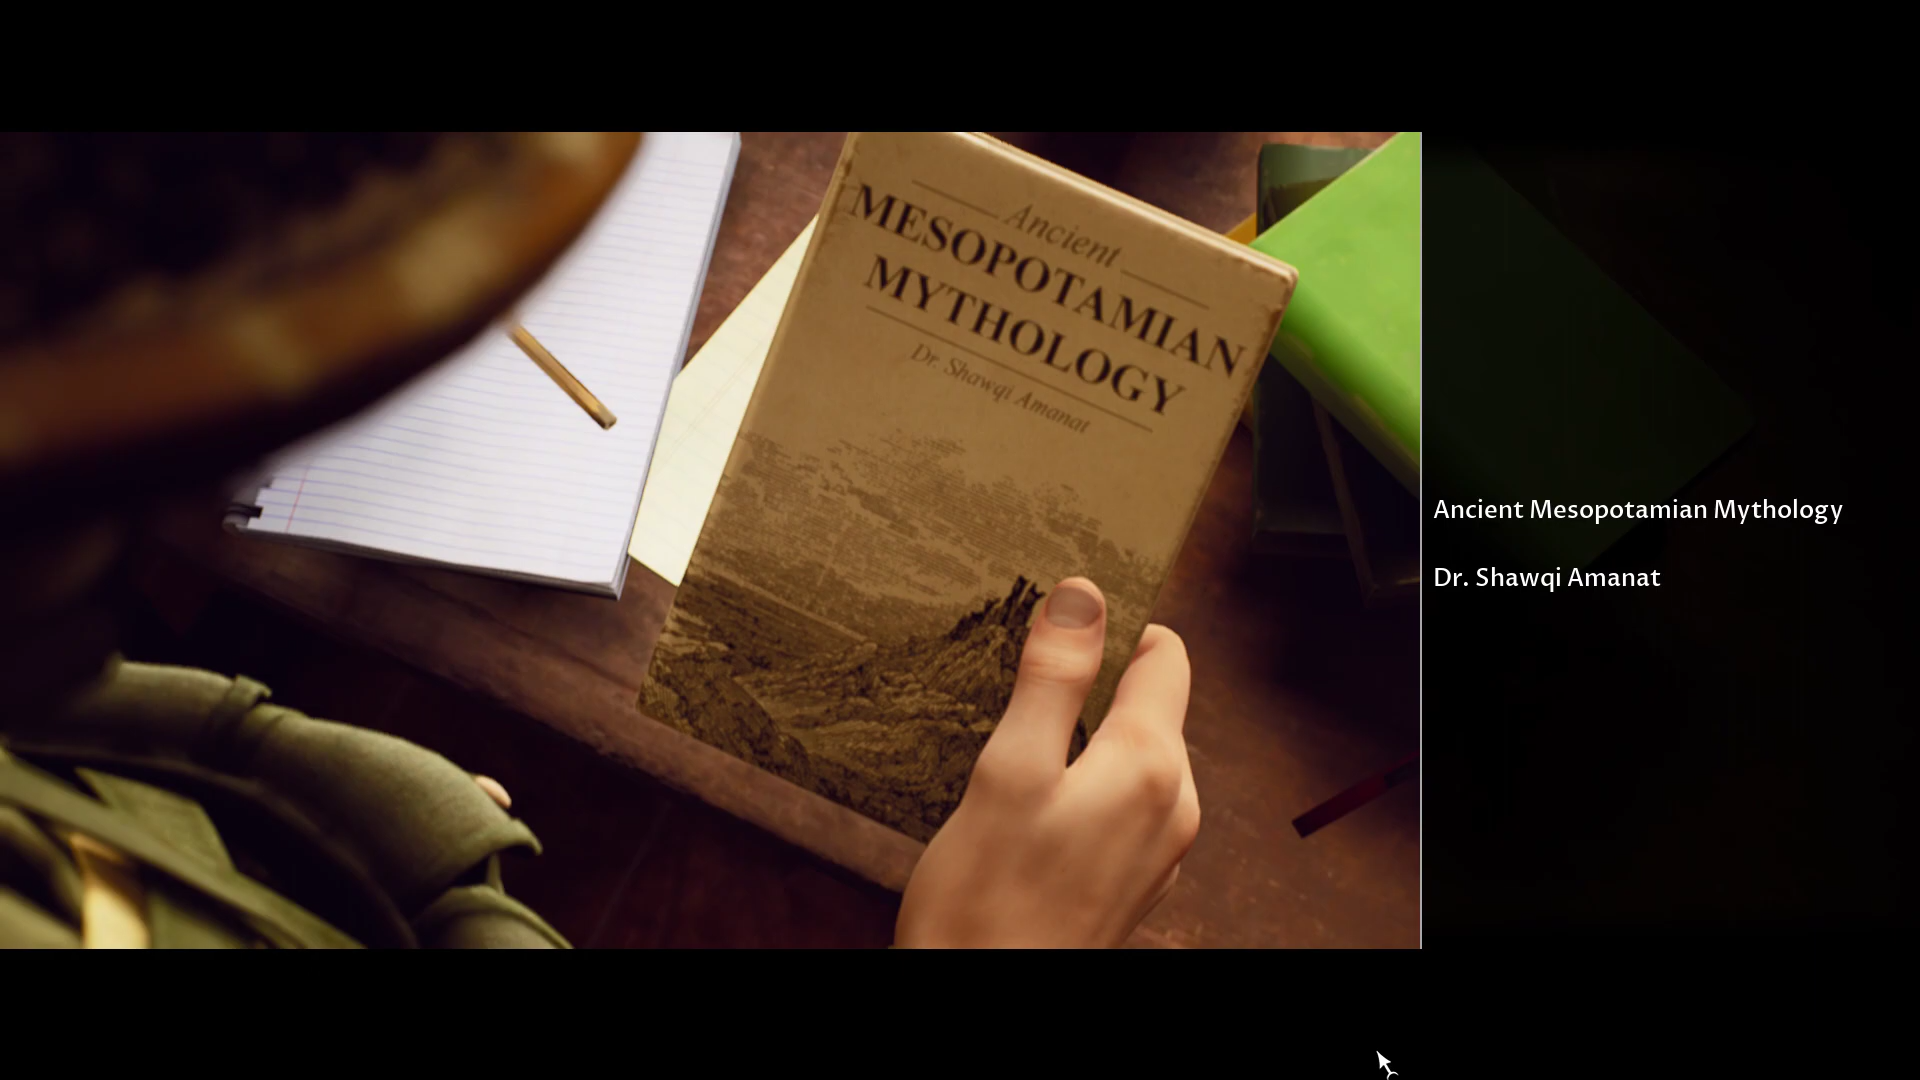 Ancient
MESOPOTAMIAN
MYTHOLOGY
Dr. Shawqi Amanat
Ancient Mesopotamian Mythology
Dr. Shawqi Amanat